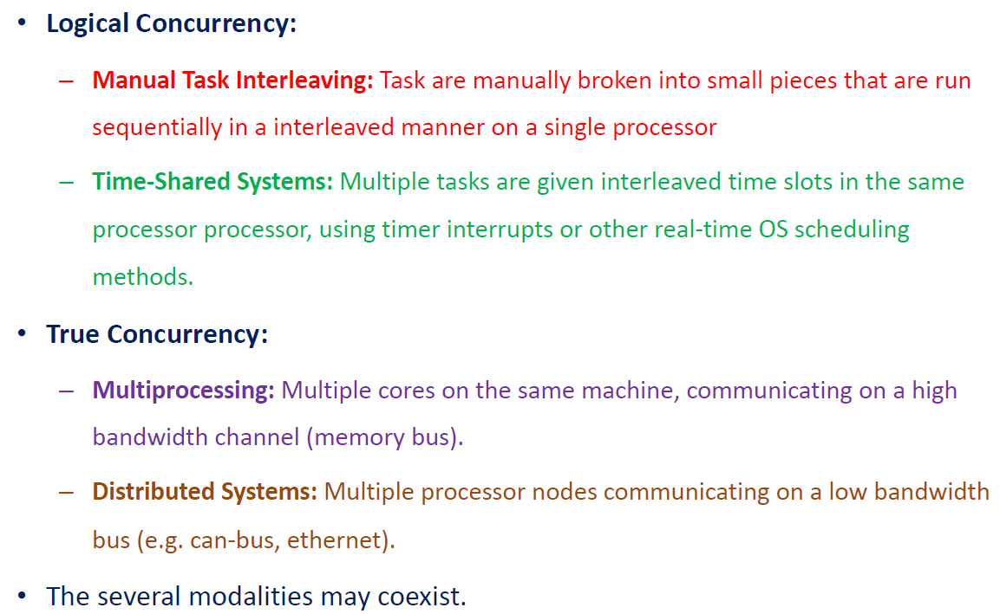 • Logical Concurrency:
– Manual Task Interleaving: Task are manually broken into small pieces that are run
sequentially in a interleaved manner on a single processor
– Time-Shared Systems: Multiple tasks are given interleaved time slots in the same
processor processor, using timer interrupts or other real-time OS scheduling
methods.
• True Concurrency:
– Multiprocessing: Multiple cores on the same machine, communicating on a high
bandwidth channel (memory bus).
– Distributed Systems: Multiple processor nodes communicating on a low bandwidth
bus (e.g. can-bus, ethernet).
• The several modalities may coexist.